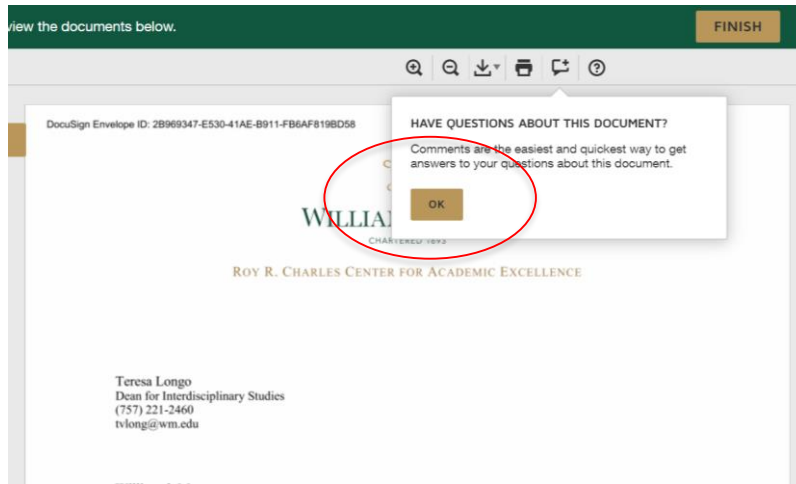 view the documents below.
FINISH
DocuSign Envelope ID: 2B969347-E530-41AE-B911-FB6AF819BD58
HAVE QUESTIONS ABOUT THIS DOCUMENT?
Comments are the easiest and quickest way to get
answers to your questions about this document.
OK
CHARTERED 1693
ROY R. CHARLES CENTER FOR ACADEMIC EXCELLENCE
Teresa Longo
Dean for Interdisciplinary Studies
(757) 221-2460
tvlong@wm.edu